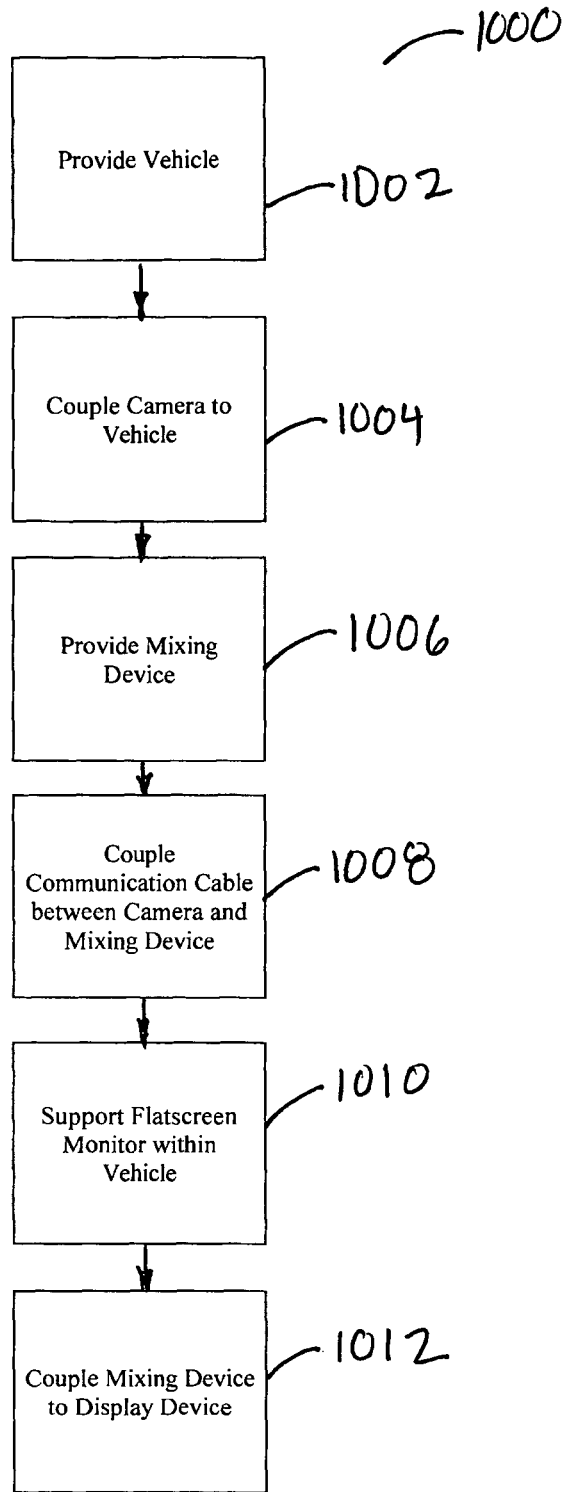 1000
Provide Vehicle
1002
Couple Camera to
Vehicle
1004
Provide Mixing
Device
1006
Couple
Communication Cable
between Camera and
Mixing Device
1008
Support Flatscreen
Monitor within
Vehicle
1010
Couple Mixing Device
to Display Device
1012